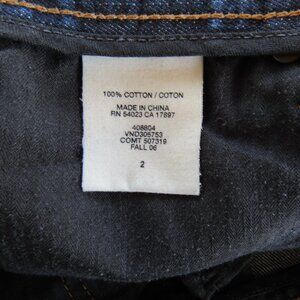 100% COTTON / COTON
MADE IN CHINA
RN 54023 CA 17897
408804
VND305753
COMT 507319
FALL 06
2